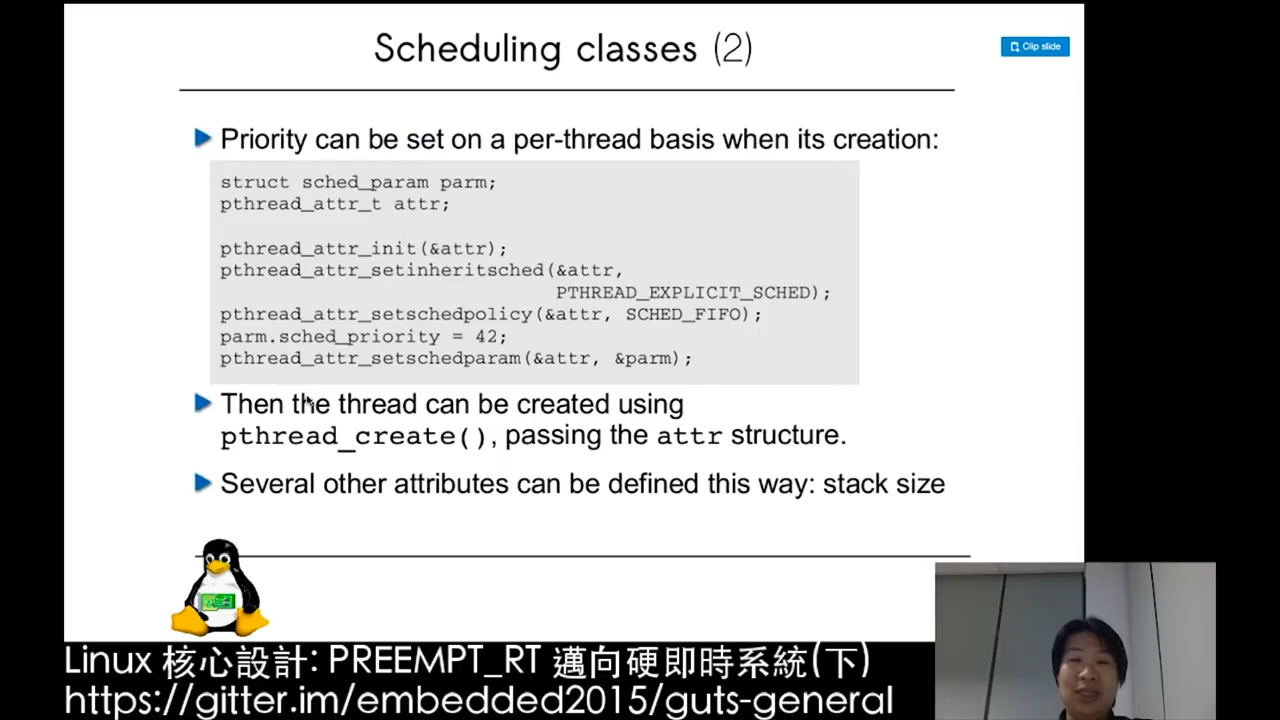 Scheduling classes (2)
Clip slide
Priority can be set on a per-thread basis when its creation:
struct sched_param parm;
pthread_attr_t attr;
pthread_attr_init(&attr);
pthread_attr_setinheritsched(&attr,
PTHREAD_EXPLICIT_SCHED);
pthread_attr_setschedpolicy(&attr, SCHED_FIFO);
parm.sched_priority = 42;
pthread_attr_setschedparam(&attr, &parm);
Then the thread can be created using
pthread_create(), passing the attr structure.
Several other attributes can be defined this way: stack size
Linux 核心設計: PREEMPT_RT 邁向硬即時系統(下)
https://gitter.im/embedded2015/guts-general